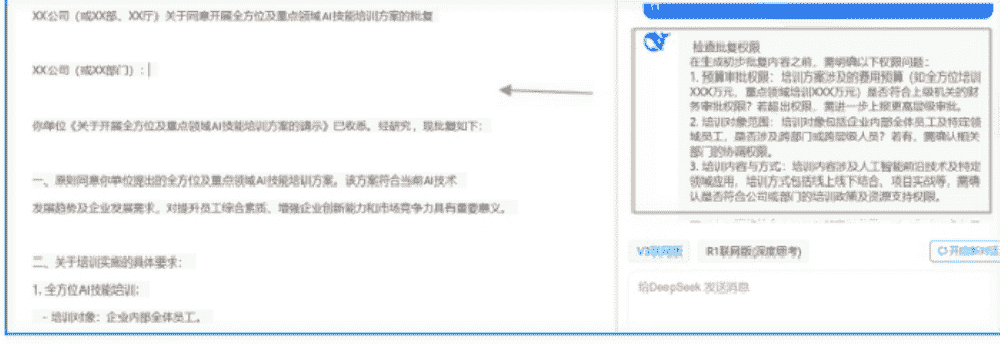 XX公司（或XX部、XX厅）关于同意开展全方位及重点领域AI技能培训方案的批复
XX公司（或XX部门）：
你单位《关于开展全方位及重点领域AI技能培训方案的请示》已收悉。经研究，现批复如下：
一、原则同意你单位提出的全方位及重点领域AI技能培训方案。该方案符合当前AI技术
发展趋势及企业发展需求，对提升员工综合素质、增强企业创新能力和市场竞争力具有重要意义。
二、关于培训实施的具体要求：
1. 全方位AI技能培训：
- 培训对象：企业内部全体员工。
检查批复权限
在生成初步批复内容之前，需明确以下权限问题：
1. 预算审批权限：培训方案涉及的费用预算（如全方位培训
XXX万元，重点领域培训XXX万元）是否符合上级机关的财
务审批权限？若超出权限，需进一步上报更高层级审批。
2. 培训对象范围：培训对象包括企业内部全体员工及特定领
域员工，是否涉及跨部门或跨层级人员？若有，需确认相关
部门的协调权限。
3. 培训内容与方式：培训内容涉及人工智能前沿技术及特定
领域应用，培训方式包括线上线下结合、项目实战等，需确
认是否符合公司或部门的培训政策及资源支持权限。
V3联网版 R1联网版(深度思考) 开启新对话
给DeepSeek 发送消息